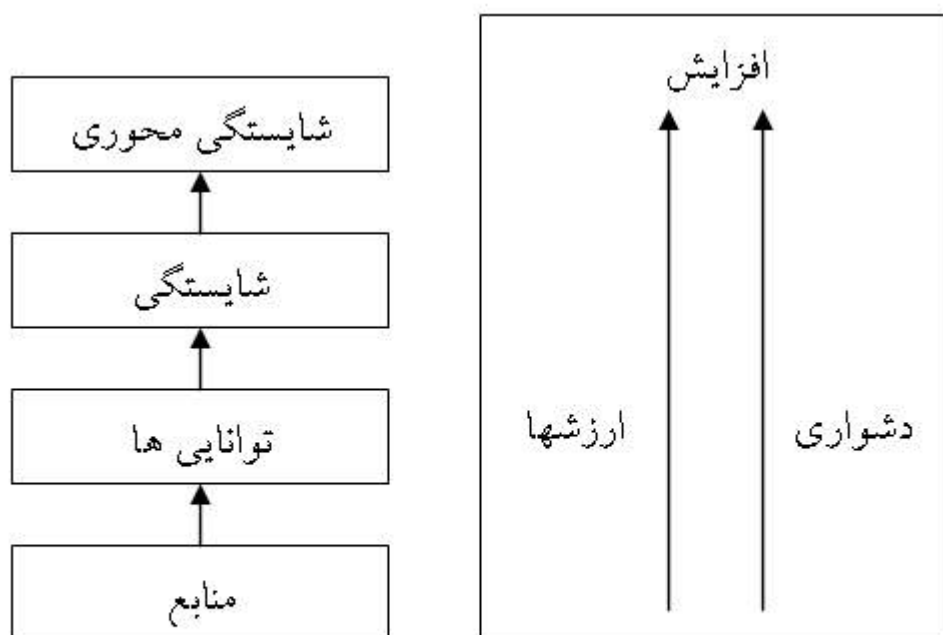 افزایش
دشواری
ارزشها
شایستگی محوری
شایستگی
توانایی ها
منابع